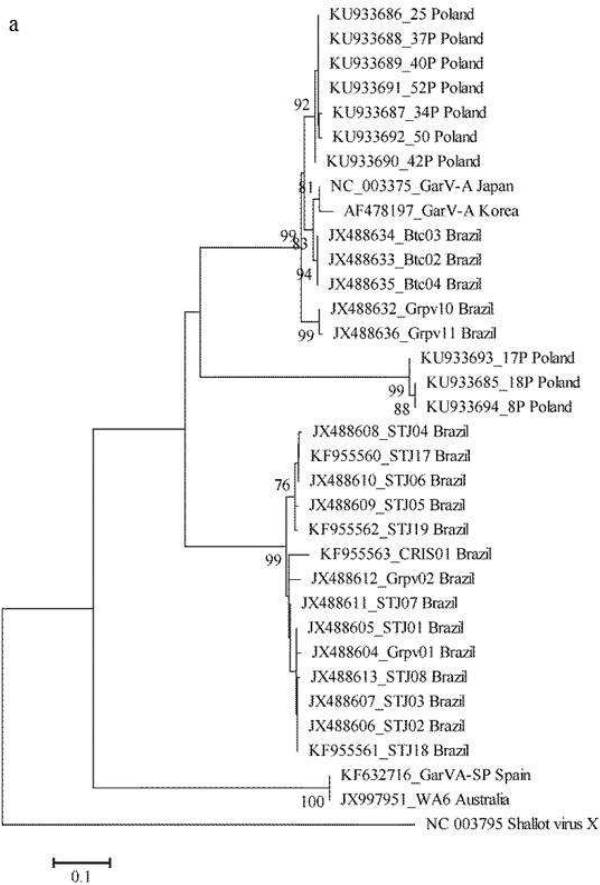 a
KU933686_25 Poland
KU933688_37P Poland
KU933689_40P Poland
KU933691_52P Poland
92
KU933687_34P Poland
KU933692_50 Poland
KU933690_42P Poland
81
NC_003375_GarV-A Japan
AF478197_GarV-A Korea
99
83
JX488634_Btc03 Brazil
JX488633_Btc02 Brazil
94
JX488635_Btc04 Brazil
JX488632_Grpv10 Brazil
99
JX488636_Grpv11 Brazil
KU933693_17P Poland
99
KU933685_18P Poland
88
KU933694_8P Poland
JX488608_STJ04 Brazil
KF955560_STJ17 Brazil
76
JX488610_STJ06 Brazil
JX488609_STJ05 Brazil
KF955562_STJ19 Brazil
99
KF955563_CRIS01 Brazil
JX488612_Grpv02 Brazil
JX488611_STJ07 Brazil
JX488605_STJ01 Brazil
JX488604_Grpv01 Brazil
JX488613_STJ08 Brazil
JX488607_STJ03 Brazil
JX488606_STJ02 Brazil
KF955561_STJ18 Brazil
KF632716_GarVA-SP Spain
100
JX997951_WA6 Australia
NC 003795 Shallot virus X
0.1